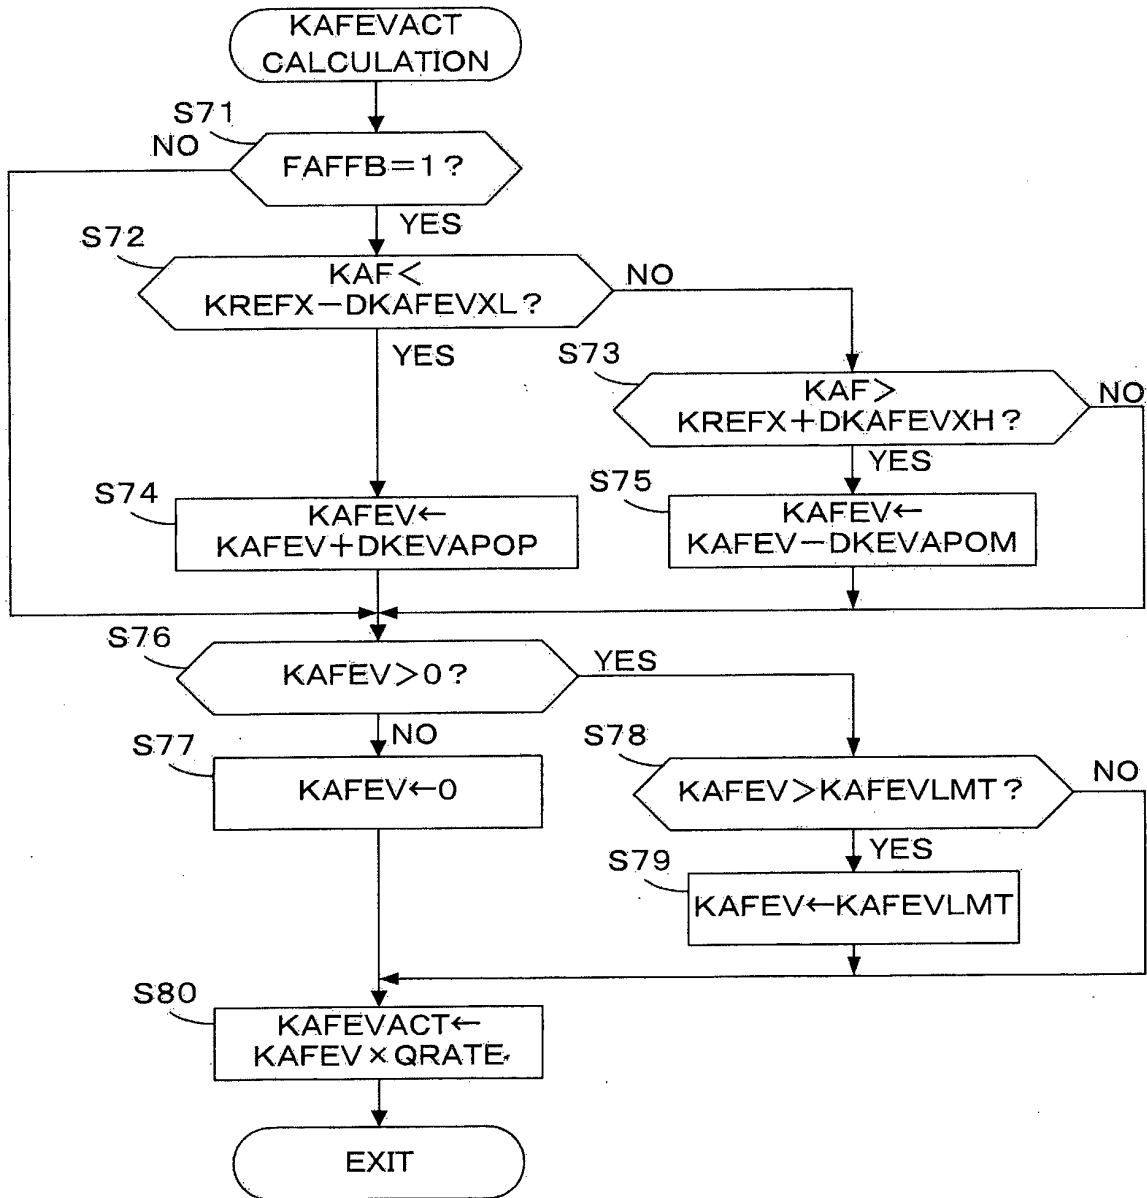 KAFEVACT
CALCULATION
S71
NO
FAFFB=1?
YES
S72
KAF<
KREFX-DKAFEVXL?
NO
YES
S73
KAF>
KREFX+DKAFEVXH?
NO
YES
S74
KAFEV←
KAFEV+DKEVAPOP
S75
KAFEV←
KAFEV-DKEVAPOM
S76
KAFEV>0?
YES
NO
S77
KAFEV←0
S78
KAFEV>KAFEVLMT?
NO
YES
S79
KAFEV←KAFEVLMT
S80
KAFEVACT←
KAFEV×QRATE
EXIT